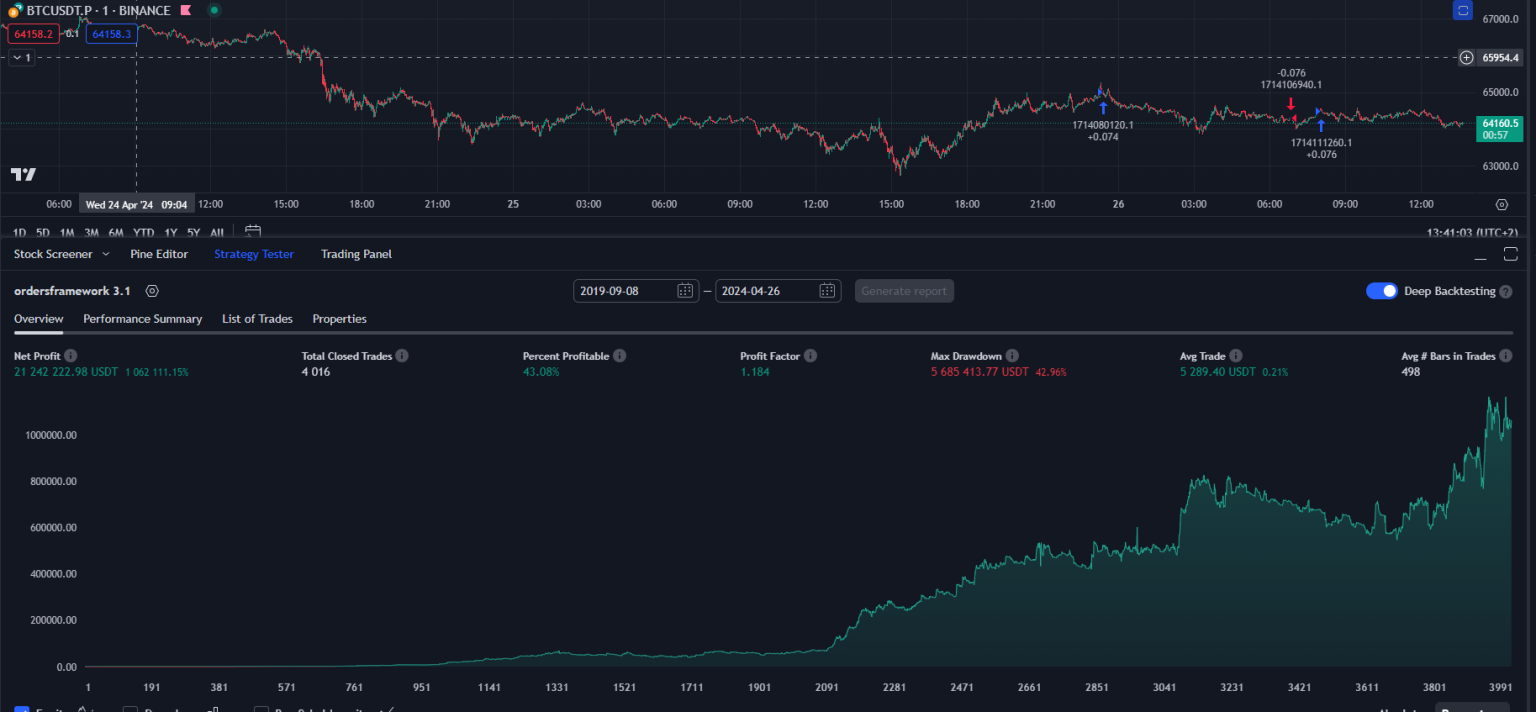 BTCUSDT.P · 1 · BINANCE
67000.0
64158.2 0.1 64158.3
1
65954.4
-0.076
1714106940.1
65000.0
1714080120.1
+0.074
1714111260.1
+0.076
64160.5
00:57
63000.0
06:00 Wed 24 Apr '24 09:04 12:00 15:00 18:00 21:00 25 03:00 06:00 09:00 12:00 15:00 18:00 21:00 26 03:00 06:00 09:00 12:00
1D 5D 1M 3M 6M YTD 1Y 5Y All 13:41:03 (UTC+2)
Stock Screener Pine Editor Strategy Tester Trading Panel
ordersframework 3.1 2019-09-08 — 2024-04-26 Generate report Deep Backtesting
Overview Performance Summary List of Trades Properties
Net Profit Total Closed Trades Percent Profitable Profit Factor Max Drawdown Avg Trade Avg # Bars in Trades
21 242 222.98 USDT 1 062 111.15% 4 016 43.08% 1.184 5 685 413.77 USDT 42.96% 5 289.40 USDT 0.21% 498
1000000.00
800000.00
600000.00
400000.00
200000.00
0.00
1 191 381 571 761 951 1141 1331 1521 1711 1901 2091 2281 2471 2661 2851 3041 3231 3421 3611 3801 3991